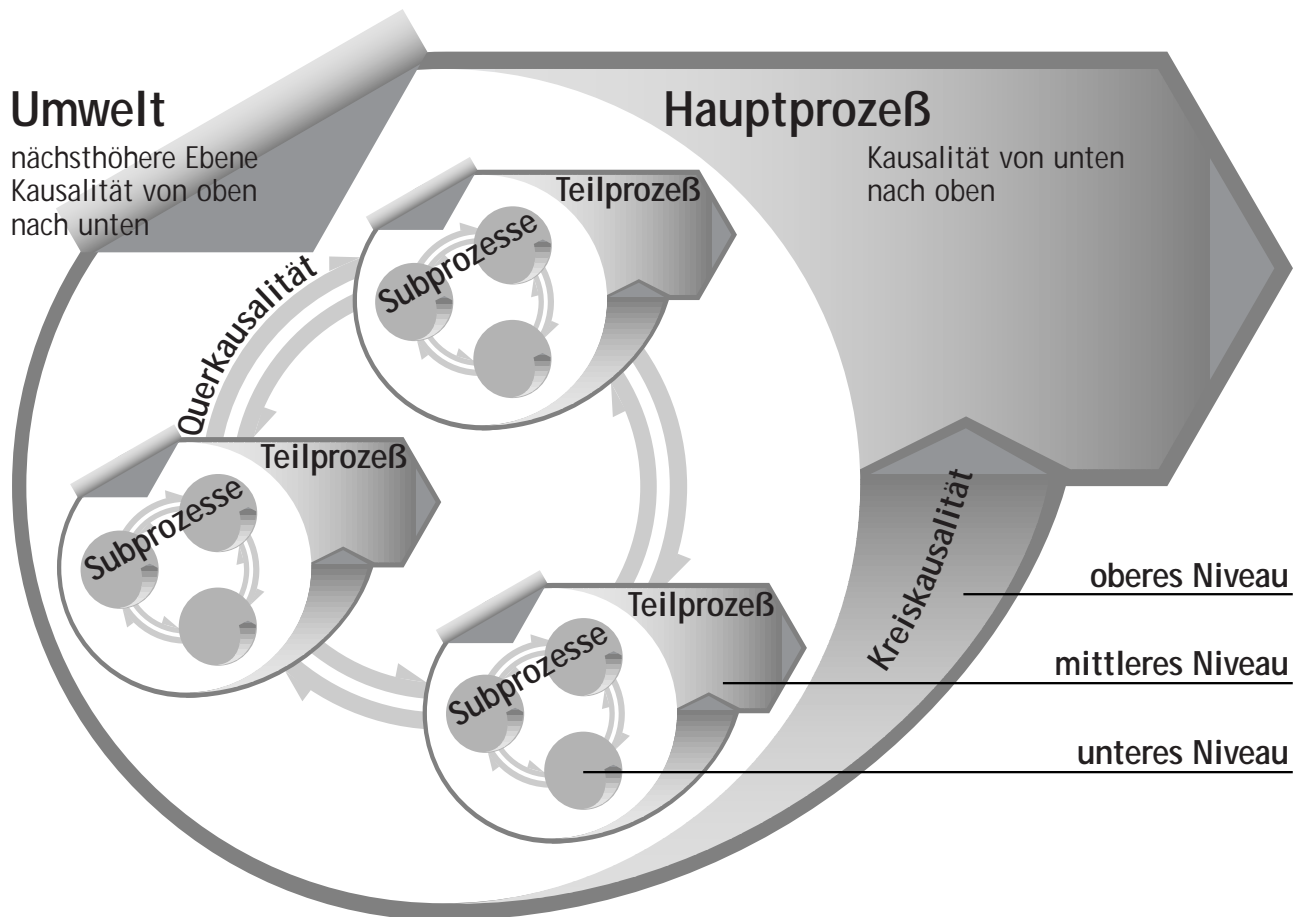 Umwelt
nächsthöhere Ebene
Kausalität von oben
nach unten
Hauptprozeß
Kausalität von unten
nach oben
Teilprozeß
Subprozesse
Querkausalität
Teilprozeß
Subprozesse
Teilprozeß
Subprozesse
Kreiskausalität
oberes Niveau
mittleres Niveau
unteres Niveau